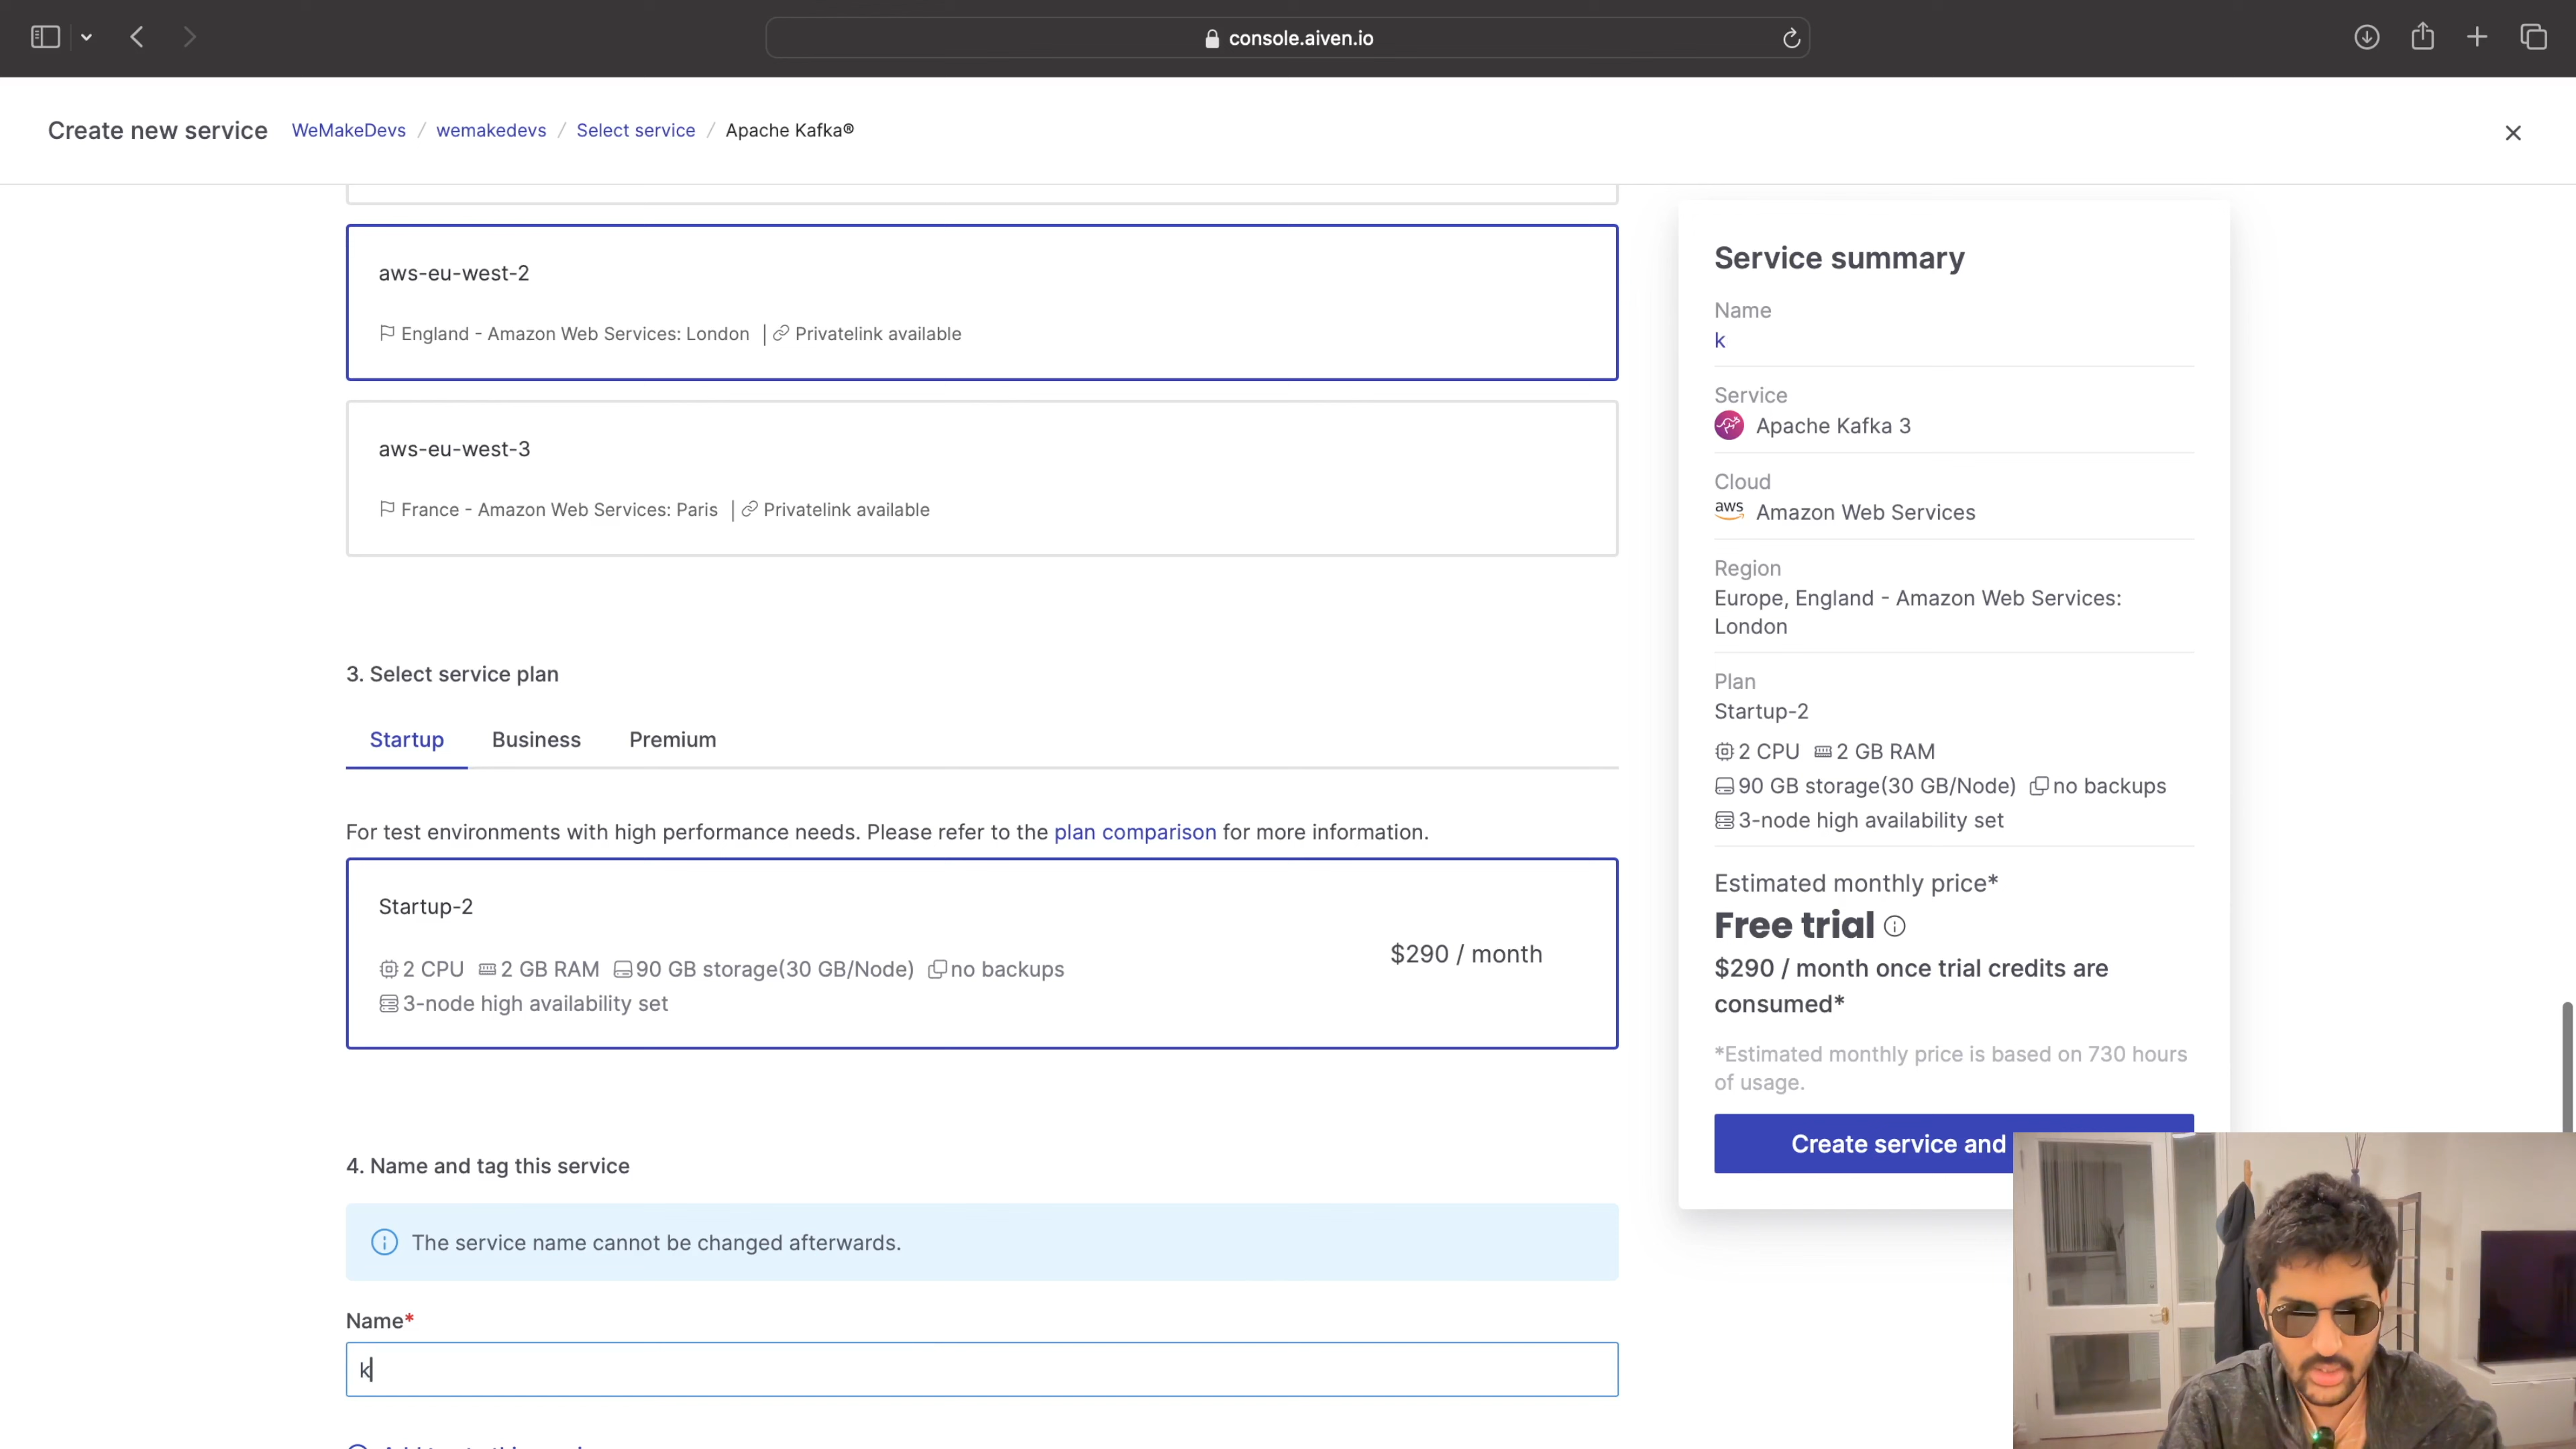 console.aiven.io
Create new service WeMakeDevs / wemakedevs / Select service / Apache Kafka®
aws-eu-west-2
England - Amazon Web Services: London | Privatelink available
aws-eu-west-3
France - Amazon Web Services: Paris | Privatelink available
3. Select service plan
Startup Business Premium
For test environments with high performance needs. Please refer to the plan comparison for more information.
Startup-2
2 CPU 2 GB RAM 90 GB storage(30 GB/Node) no backups
3-node high availability set
$290 / month
4. Name and tag this service
The service name cannot be changed afterwards.
Name*
k
Service summary
Name
k
Service
Apache Kafka 3
Cloud
aws Amazon Web Services
Region
Europe, England - Amazon Web Services:
London
Plan
Startup-2
2 CPU 2 GB RAM
90 GB storage(30 GB/Node) no backups
3-node high availability set
Estimated monthly price*
Free trial
$290 / month once trial credits are
consumed*
*Estimated monthly price is based on 730 hours
of usage.
Create service and